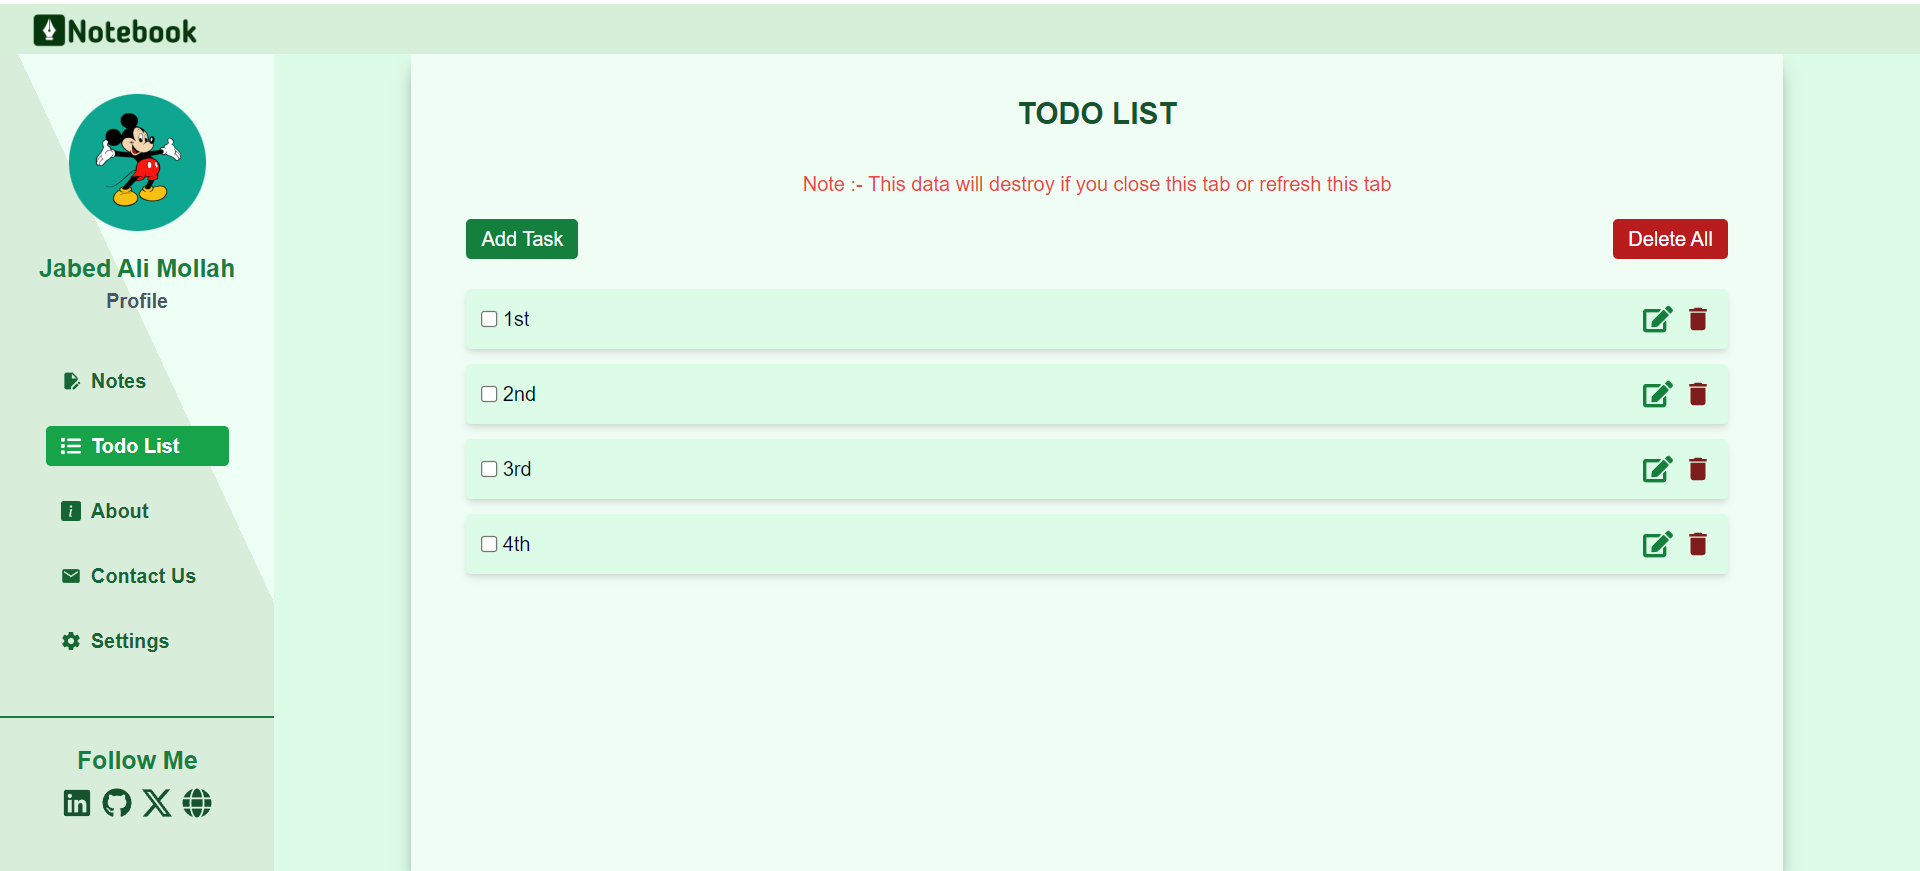 Notebook
Jabed Ali Mollah
Profile
Notes
Todo List
About
Contact Us
Settings
Follow Me
TODO LIST
Note :- This data will destroy if you close this tab or refresh this tab
Add Task
Delete All
1st
2nd
3rd
4th